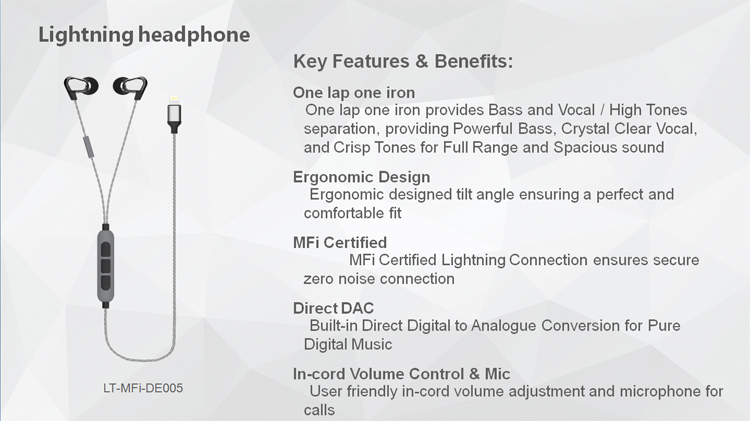 Lightning headphone
Key Features & Benefits:
One lap one iron
One lap one iron provides Bass and Vocal / High Tones
separation, providing Powerful Bass, Crystal Clear Vocal,
and Crisp Tones for Full Range and Spacious sound
Ergonomic Design
Ergonomic designed tilt angle ensuring a perfect and
comfortable fit
MFi Certified
MFi Certified Lightning Connection ensures secure
zero noise connection
Direct DAC
Built-in Direct Digital to Analogue Conversion for Pure
Digital Music
In-cord Volume Control & Mic
User friendly in-cord volume adjustment and microphone for
calls
LT-MFi-DE005